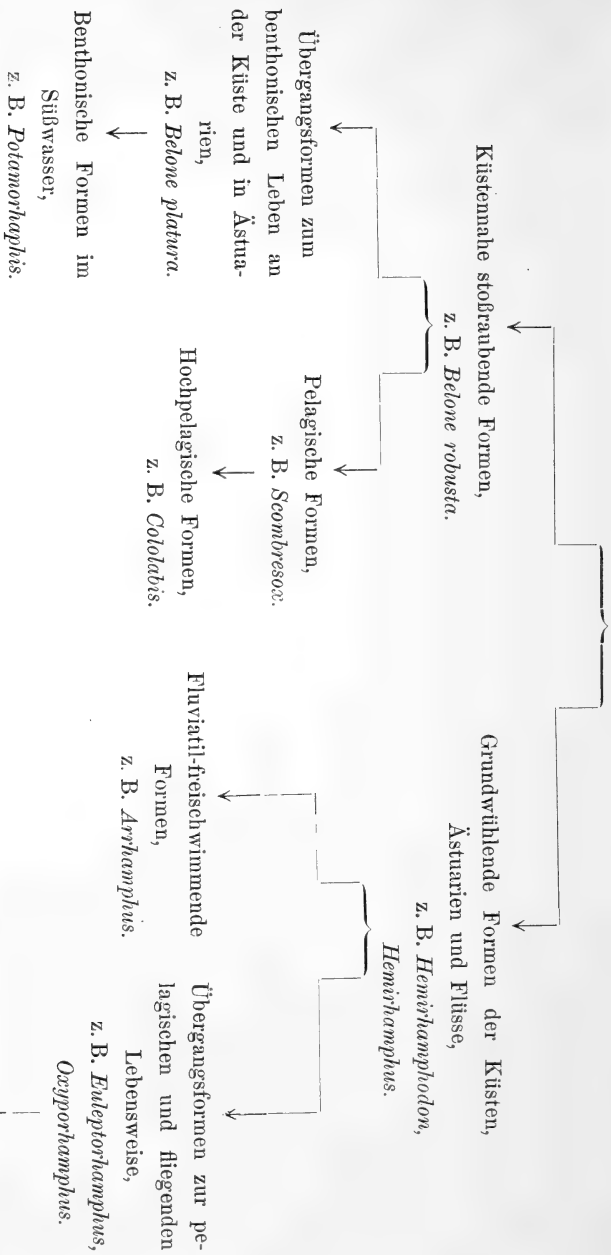 Küstennahe stoßraubende Formen,
z. B. Belone robusta.
Grundwühlende Formen der Küsten,
Ästuarien und Flüsse,
z. B. Hemirhamphodon,
Hemirhamphus.
Übergangsformen zum
benthonischen Leben an
der Küste und in Ästua-
rien,
z. B. Belone platura.
Pelagische Formen,
z. B. Scombresox.
Fluviatil-freischwimmende
Formen,
z. B. Arrhamphus.
Übergangsformen zur pe-
lagischen und fliegenden
Lebensweise,
z. B. Euleptorhamphus,
Oxyporhamphus.
Benthonische Formen im
Süßwasser,
z. B. Potamorhaphis.
Hochpelagische Formen,
z. B. Cololabis.